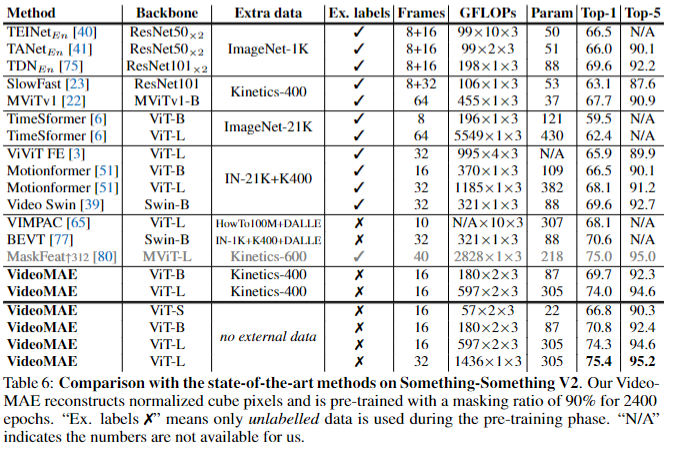 Method Backbone Extra data Ex. labels Frames GFLOPs Param Top-1 Top-5
TEINet_En [40] ResNet50×2 ImageNet-1K ✓ 8+16 99×10×3 50 66.5 N/A
TANet_En [41] ResNet50×2 ✓ 8+16 99×2×3 51 66.0 90.1
TDN_En [75] ResNet101×2 ✓ 8+16 198×1×3 88 69.6 92.2
SlowFast [23] ResNet101 Kinetics-400 ✓ 8+32 106×1×3 53 63.1 87.6
MViTv1 [22] MViTv1-B ✓ 64 455×1×3 37 67.7 90.9
TimeSformer [6] ViT-B ImageNet-21K ✓ 8 196×1×3 121 59.5 N/A
TimeSformer [6] ViT-L ✓ 64 5549×1×3 430 62.4 N/A
ViViT FE [3] ViT-L IN-21K+K400 ✓ 32 995×4×3 N/A 65.9 89.9
Motionformer [51] ViT-B ✓ 16 370×1×3 109 66.5 90.1
Motionformer [51] ViT-L ✓ 32 1185×1×3 382 68.1 91.2
Video Swin [39] Swin-B ✓ 32 321×1×3 88 69.6 92.7
VIMPAC [65] ViT-L HowTo100M+DALLE ✗ 10 N/A×10×3 307 68.1 N/A
BEVT [77] Swin-B IN-1K+K400+DALLE ✗ 32 321×1×3 88 70.6 N/A
MaskFeat↑312 [80] MViT-L Kinetics-600 ✓ 40 2828×1×3 218 75.0 95.0
VideoMAE ViT-B Kinetics-400 ✗ 16 180×2×3 87 69.7 92.3
VideoMAE ViT-L Kinetics-400 ✗ 16 597×2×3 305 74.0 94.6
VideoMAE ViT-S no external data ✗ 16 57×2×3 22 66.8 90.3
VideoMAE ViT-B ✗ 16 180×2×3 87 70.8 92.4
VideoMAE ViT-L ✗ 16 597×2×3 305 74.3 94.6
VideoMAE ViT-L ✗ 32 1436×1×3 305 75.4 95.2
Table 6: Comparison with the state-of-the-art methods on Something-Something V2. Our Video-
MAE reconstructs normalized cube pixels and is pre-trained with a masking ratio of 90% for 2400
epochs. “Ex. labels ✗” means only unlabelled data is used during the pre-training phase. “N/A”
indicates the numbers are not available for us.